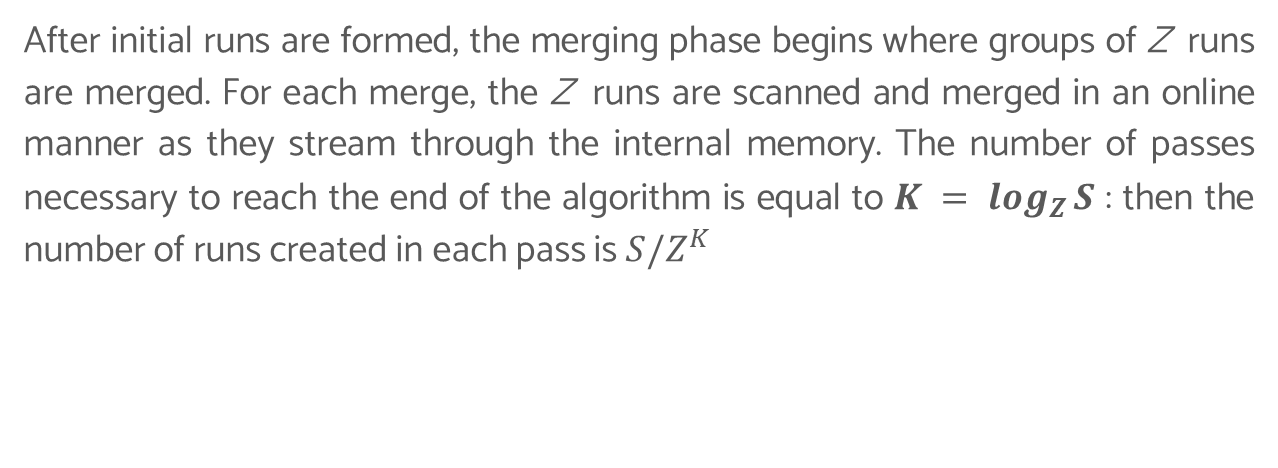 After initial runs are formed, the merging phase begins where groups of Z runs
are merged. For each merge, the Z runs are scanned and merged in an online
manner as they stream through the internal memory. The number of passes
necessary to reach the end of the algorithm is equal to K = log_Z S : then the
number of runs created in each pass is S/Z^K